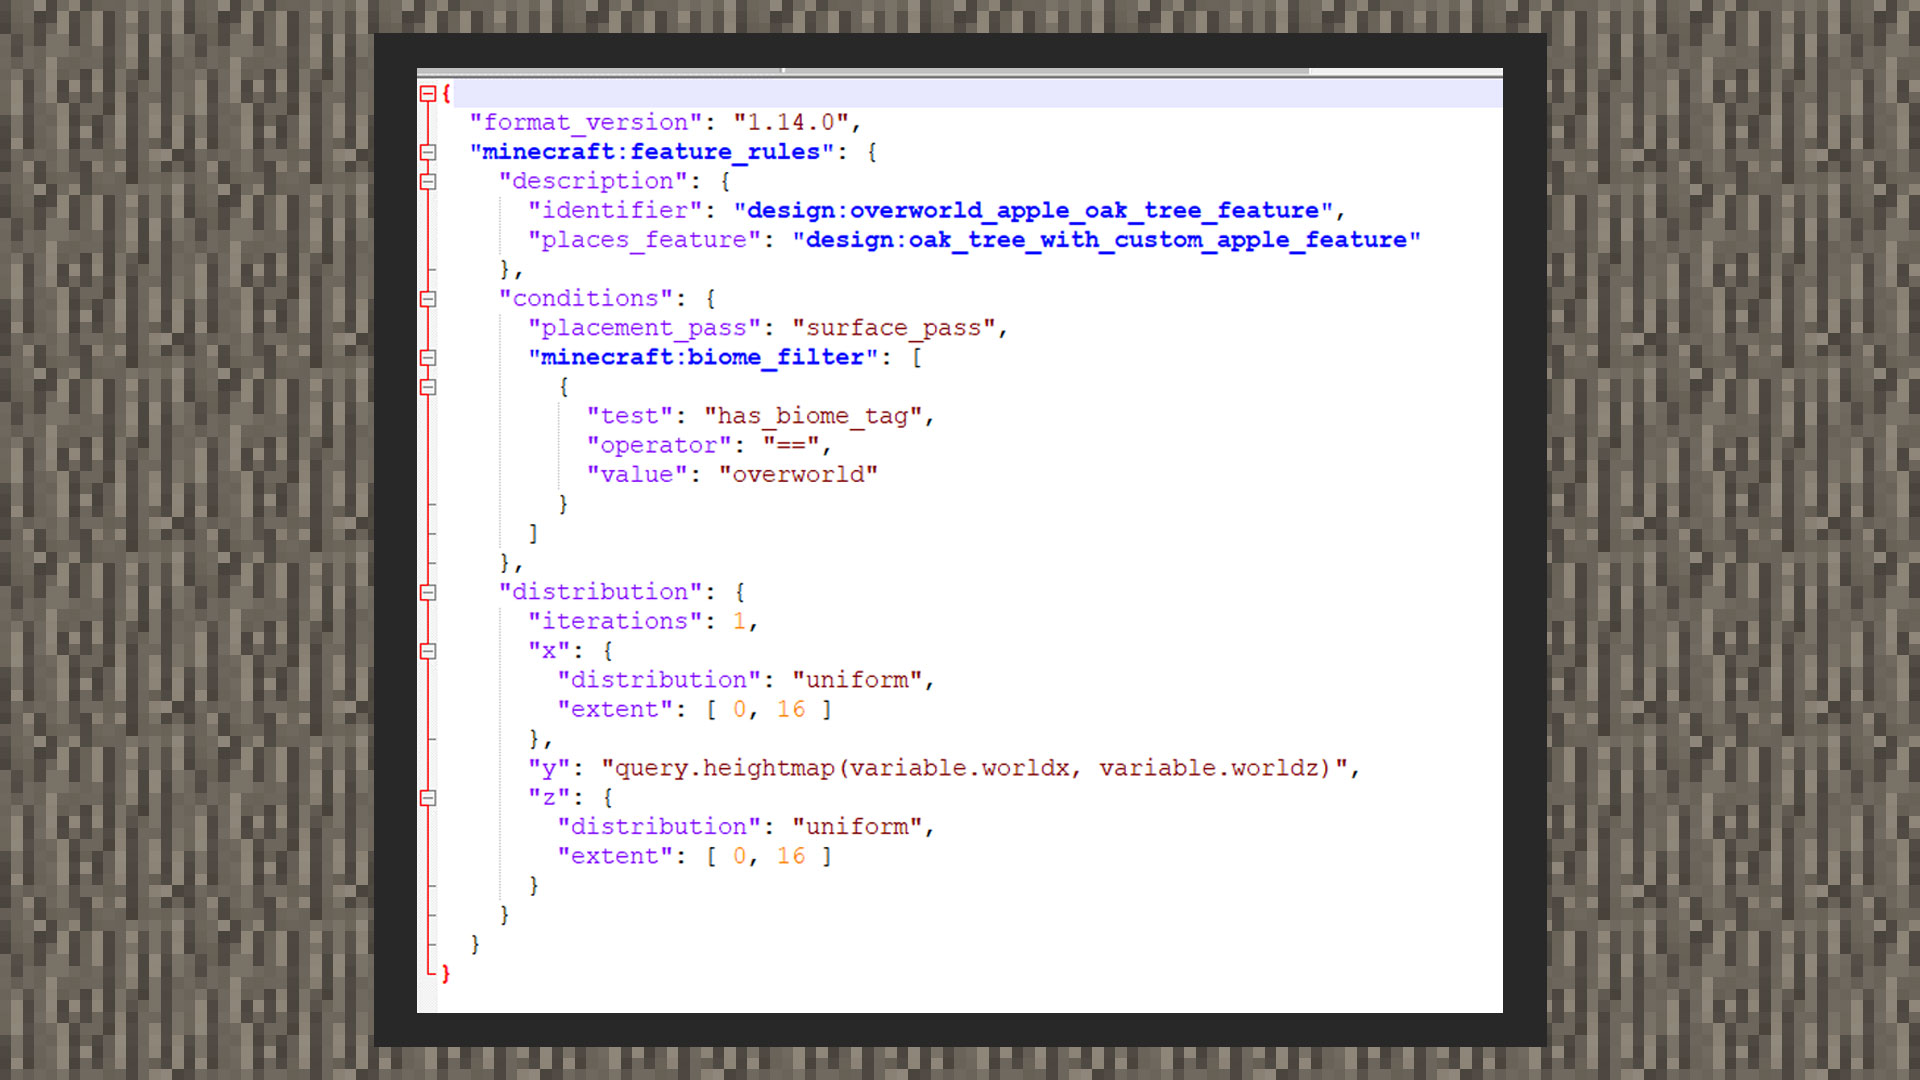 {
  "format_version": "1.14.0",
  "minecraft:feature_rules": {
    "description": {
      "identifier": "design:overworld_apple_oak_tree_feature",
      "places_feature": "design:oak_tree_with_custom_apple_feature"
    },
    "conditions": {
      "placement_pass": "surface_pass",
      "minecraft:biome_filter": [
        {
          "test": "has_biome_tag",
          "operator": "==",
          "value": "overworld"
        }
      ]
    },
    "distribution": {
      "iterations": 1,
      "x": {
        "distribution": "uniform",
        "extent": [ 0, 16 ]
      },
      "y": "query.heightmap(variable.worldx, variable.worldz)",
      "z": {
        "distribution": "uniform",
        "extent": [ 0, 16 ]
      }
    }
  }
}